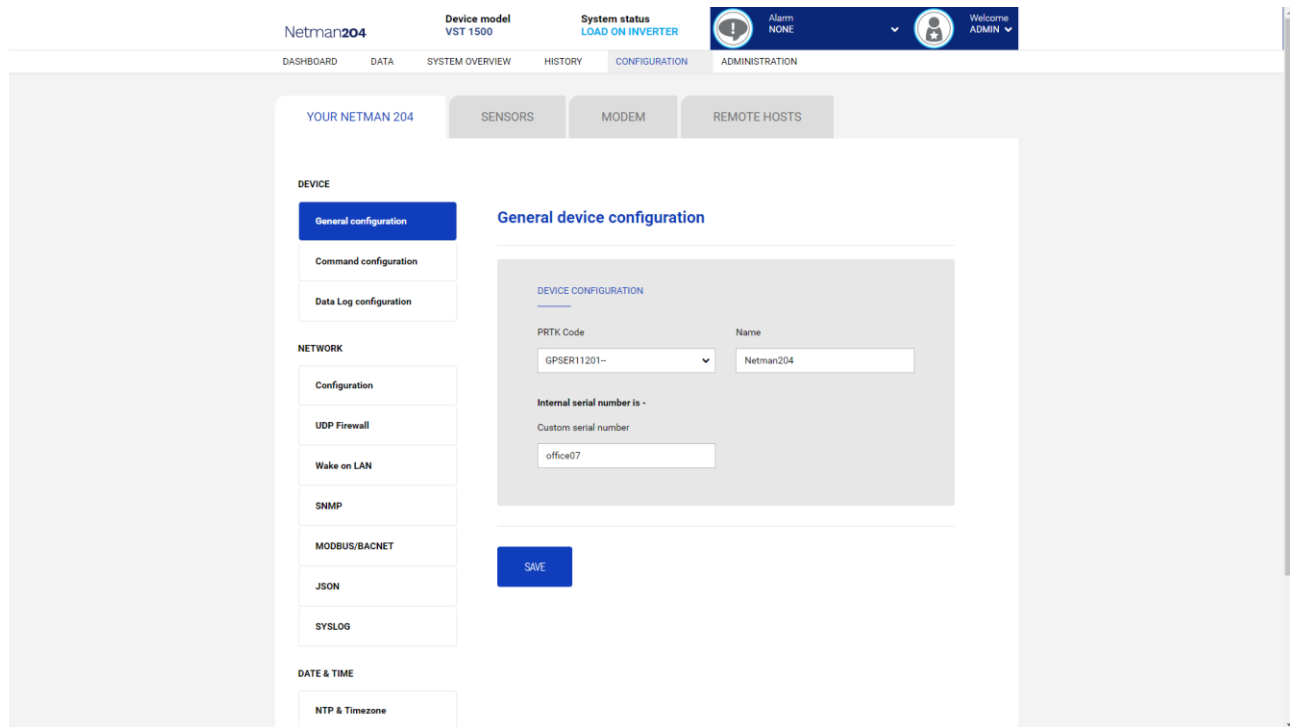 Netman204
Device model
VST 1500
System status
LOAD ON INVERTER
Alarm
NONE
Welcome
ADMIN
DASHBOARD DATA SYSTEM OVERVIEW HISTORY CONFIGURATION ADMINISTRATION
YOUR NETMAN 204 SENSORS MODEM REMOTE HOSTS
DEVICE
General configuration
Command configuration
Data Log configuration
NETWORK
Configuration
UDP Firewall
Wake on LAN
SNMP
MODBUS/BACNET
JSON
SYSLOG
DATE & TIME
NTP & Timezone
General device configuration
DEVICE CONFIGURATION
PRTK Code
GPSER11201--
Name
Netman204
Internal serial number is -
Custom serial number
office07
SAVE